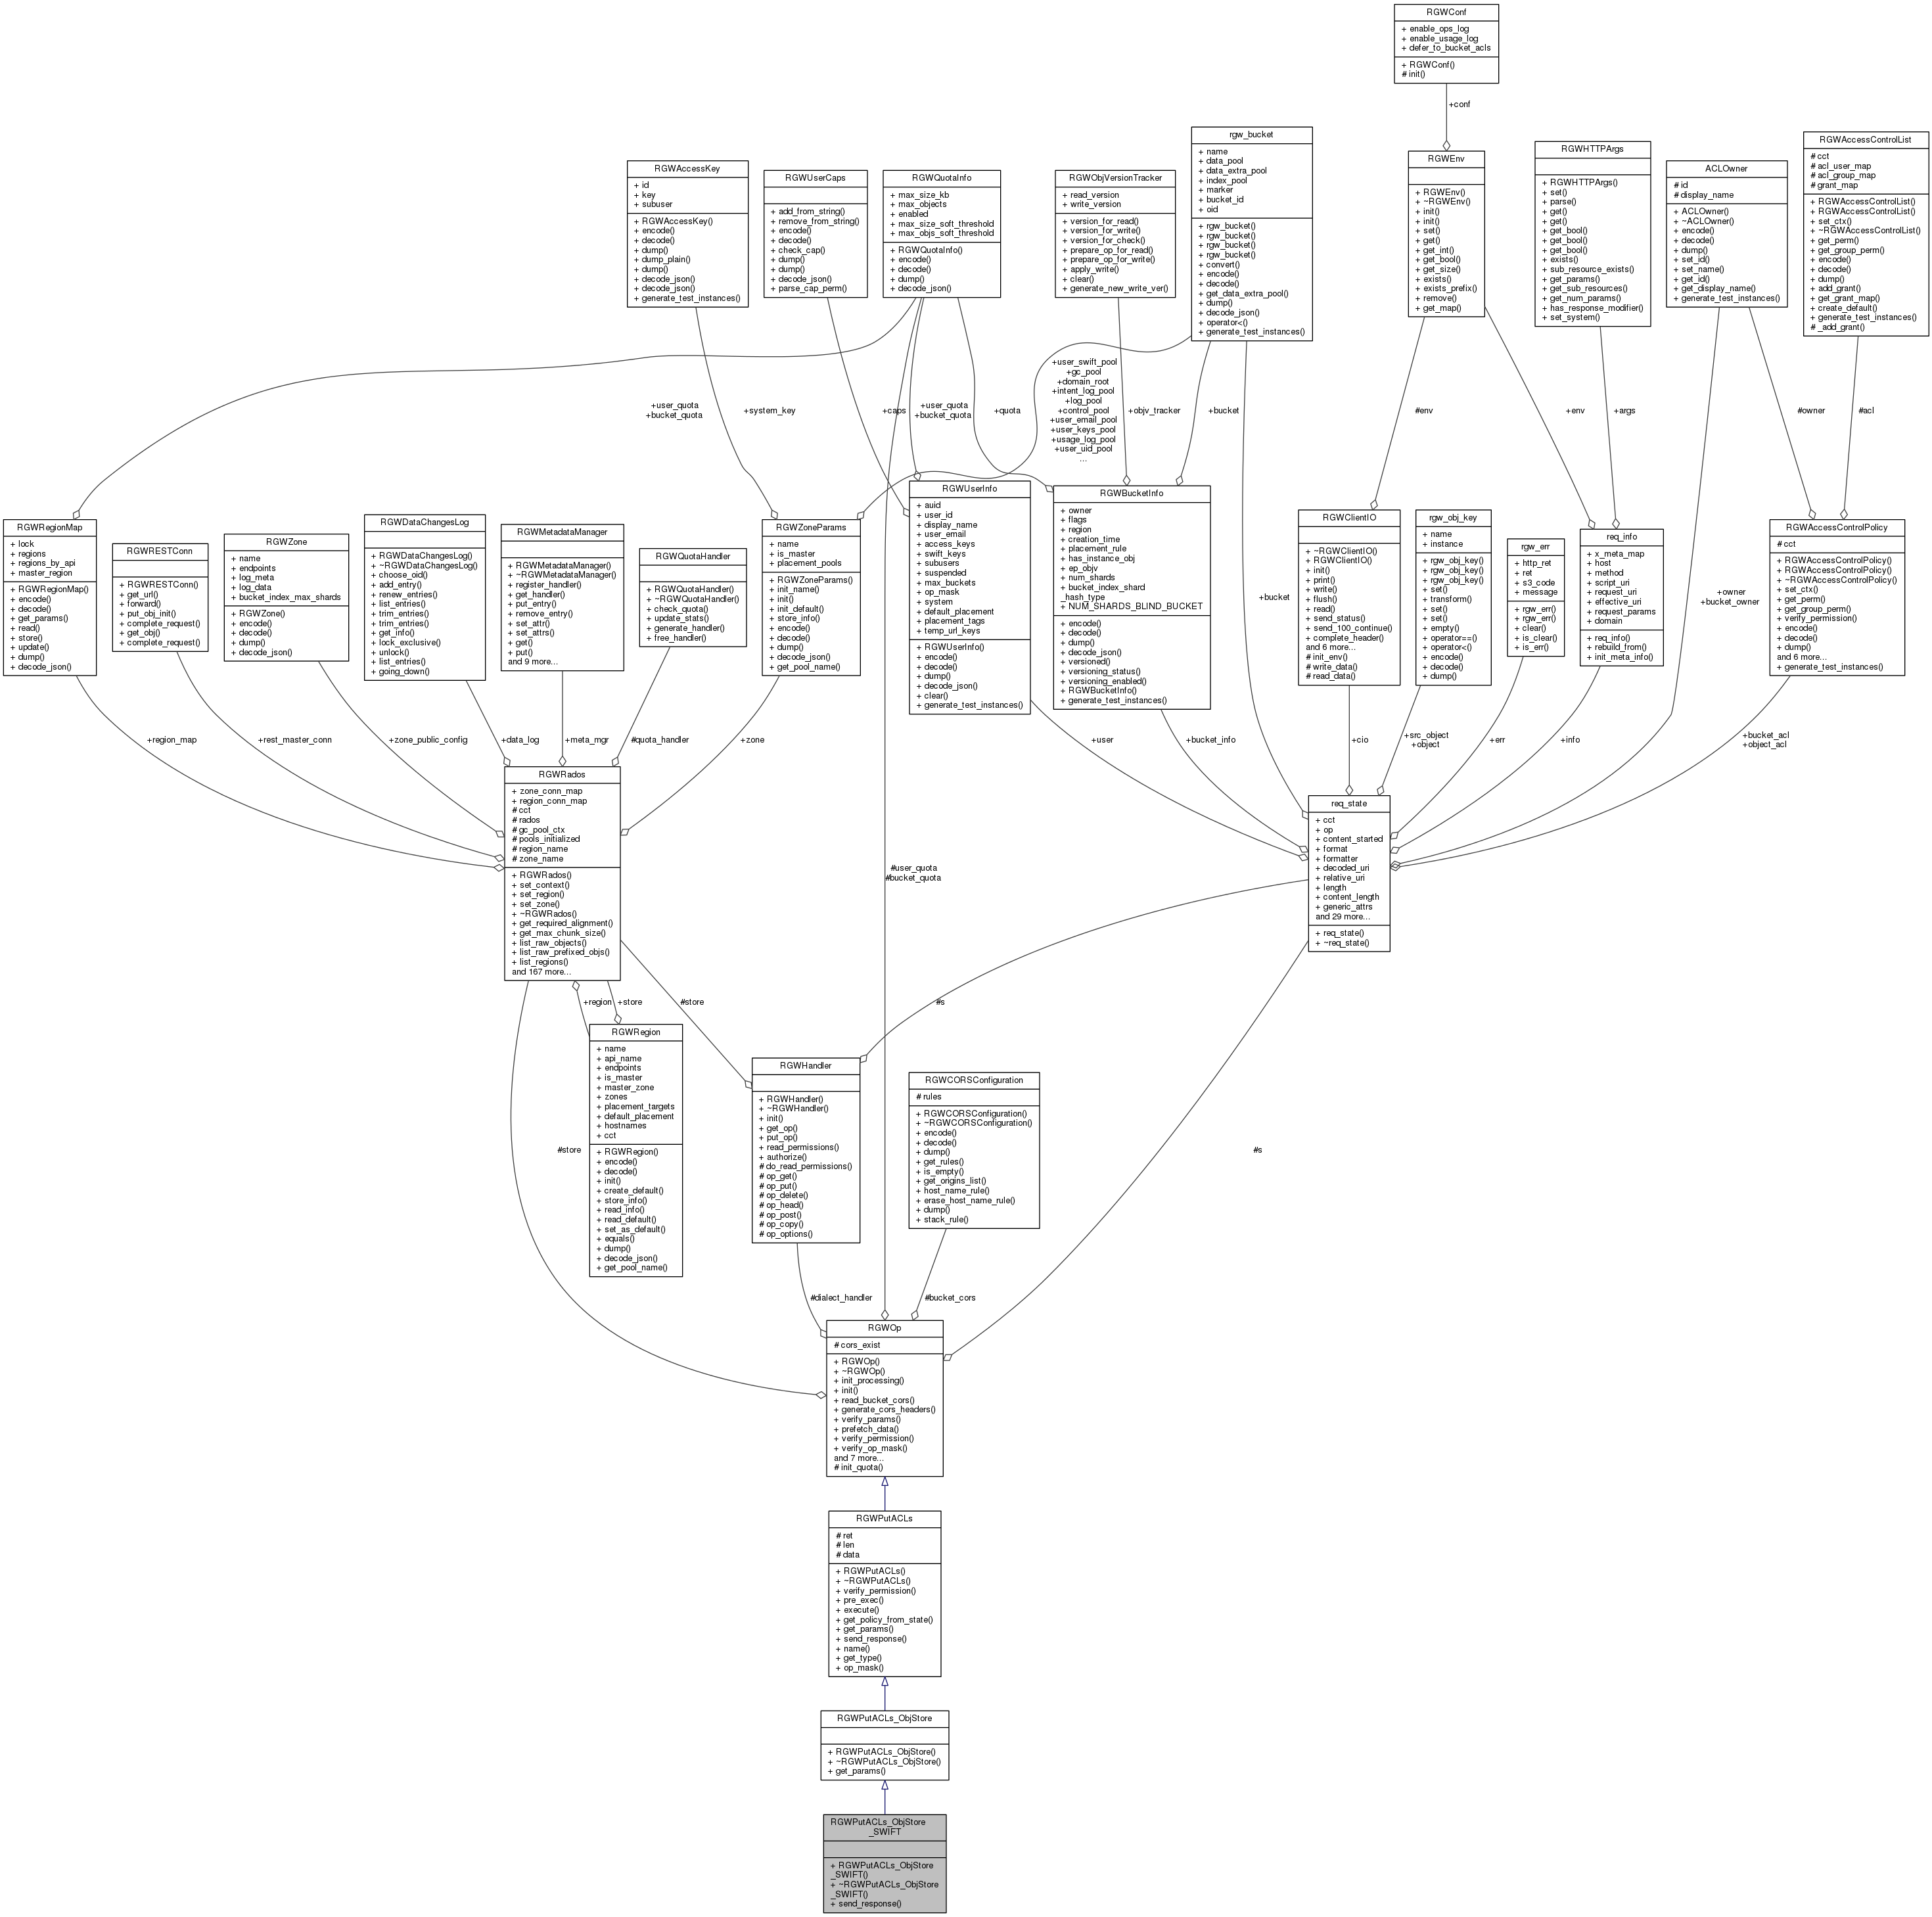 RGWConf
+ enable_ops_log
+ enable_usage_log
+ defer_to_bucket_acls
+ RGWConf()
# init()
+conf
RGWAccessKey
+ id
+ key
+ subuser
+ RGWAccessKey()
+ encode()
+ decode()
+ dump()
+ dump_plain()
+ dump()
+ decode_json()
+ decode_json()
+ generate_test_instances()
RGWUserCaps
+ add_from_string()
+ remove_from_string()
+ encode()
+ decode()
+ check_cap()
+ dump()
+ dump()
+ decode_json()
+ parse_cap_perm()
RGWQuotaInfo
+ max_size_kb
+ max_objects
+ enabled
+ max_size_soft_threshold
+ max_objs_soft_threshold
+ RGWQuotaInfo()
+ encode()
+ decode()
+ dump()
+ decode_json()
RGWObjVersionTracker
+ read_version
+ write_version
+ version_for_read()
+ version_for_write()
+ version_for_check()
+ prepare_op_for_read()
+ prepare_op_for_write()
+ apply_write()
+ clear()
+ generate_new_write_ver()
rgw_bucket
+ name
+ data_pool
+ data_extra_pool
+ index_pool
+ marker
+ bucket_id
+ oid
+ rgw_bucket()
+ rgw_bucket()
+ rgw_bucket()
+ rgw_bucket()
+ convert()
+ encode()
+ decode()
+ get_data_extra_pool()
+ dump()
+ decode_json()
+ operator<()
+ generate_test_instances()
RGWEnv
+ RGWEnv()
+ ~RGWEnv()
+ init()
+ init()
+ set()
+ get()
+ get_int()
+ get_bool()
+ get_size()
+ exists()
+ exists_prefix()
+ remove()
+ get_map()
RGWHTTPArgs
+ RGWHTTPArgs()
+ set()
+ parse()
+ get()
+ get()
+ get_bool()
+ get_bool()
+ get_bool()
+ exists()
+ sub_resource_exists()
+ get_params()
+ get_sub_resources()
+ get_num_params()
+ has_response_modifier()
+ set_system()
ACLOwner
# id
# display_name
+ ACLOwner()
+ ~ACLOwner()
+ encode()
+ decode()
+ dump()
+ set_id()
+ set_name()
+ get_id()
+ get_display_name()
+ generate_test_instances()
RGWAccessControlList
# cct
# acl_user_map
# acl_group_map
# grant_map
+ RGWAccessControlList()
+ RGWAccessControlList()
+ set_ctx()
+ ~RGWAccessControlList()
+ get_perm()
+ get_group_perm()
+ encode()
+ decode()
+ dump()
+ add_grant()
+ get_grant_map()
+ create_default()
+ generate_test_instances()
# _add_grant()
+user_quota
+bucket_quota
+system_key
+caps
+user_quota
+bucket_quota
+quota
+user_swift_pool
+gc_pool
+domain_root
+intent_log_pool
+log_pool
+control_pool
+user_email_pool
+user_keys_pool
+usage_log_pool
+user_uid_pool
...
+objv_tracker
+bucket
#env
+env
+args
#owner
#acl
RGWRegionMap
+ lock
+ regions
+ regions_by_api
+ master_region
+ RGWRegionMap()
+ encode()
+ decode()
+ get_params()
+ read()
+ store()
+ update()
+ dump()
+ decode_json()
RGWRESTConn
+ RGWRESTConn()
+ get_url()
+ forward()
+ put_obj_init()
+ complete_request()
+ get_obj()
+ complete_request()
RGWZone
+ name
+ endpoints
+ log_meta
+ log_data
+ bucket_index_max_shards
+ RGWZone()
+ encode()
+ decode()
+ dump()
+ decode_json()
RGWDataChangesLog
+ RGWDataChangesLog()
+ ~RGWDataChangesLog()
+ choose_oid()
+ add_entry()
+ renew_entries()
+ list_entries()
+ trim_entries()
+ trim_entries()
+ get_info()
+ lock_exclusive()
+ unlock()
+ list_entries()
+ going_down()
RGWMetadataManager
+ RGWMetadataManager()
+ ~RGWMetadataManager()
+ register_handler()
+ get_handler()
+ put_entry()
+ remove_entry()
+ set_attr()
+ set_attrs()
+ get()
+ put()
and 9 more...
RGWQuotaHandler
+ RGWQuotaHandler()
+ ~RGWQuotaHandler()
+ check_quota()
+ update_stats()
+ generate_handler()
+ free_handler()
RGWZoneParams
+ name
+ is_master
+ placement_pools
+ RGWZoneParams()
+ init_name()
+ init()
+ init_default()
+ store_info()
+ encode()
+ decode()
+ dump()
+ decode_json()
+ get_pool_name()
RGWUserInfo
+ auid
+ user_id
+ display_name
+ user_email
+ access_keys
+ swift_keys
+ subusers
+ suspended
+ max_buckets
+ op_mask
+ system
+ default_placement
+ placement_tags
+ temp_url_keys
+ RGWUserInfo()
+ encode()
+ decode()
+ dump()
+ decode_json()
+ clear()
+ generate_test_instances()
RGWBucketInfo
+ owner
+ flags
+ region
+ creation_time
+ placement_rule
+ has_instance_obj
+ ep_objv
+ num_shards
+ bucket_index_shard
_hash_type
+ NUM_SHARDS_BLIND_BUCKET
+ encode()
+ decode()
+ dump()
+ decode_json()
+ versioned()
+ versioning_status()
+ versioning_enabled()
+ RGWBucketInfo()
+ generate_test_instances()
RGWClientIO
+ ~RGWClientIO()
+ RGWClientIO()
+ init()
+ print()
+ write()
+ flush()
+ read()
+ send_status()
+ send_100_continue()
+ complete_header()
and 6 more...
# init_env()
# write_data()
# read_data()
rgw_obj_key
+ name
+ instance
+ rgw_obj_key()
+ rgw_obj_key()
+ rgw_obj_key()
+ set()
+ transform()
+ set()
+ set()
+ empty()
+ operator==()
+ operator<()
+ encode()
+ decode()
+ dump()
rgw_err
+ http_ret
+ ret
+ s3_code
+ message
+ rgw_err()
+ rgw_err()
+ clear()
+ is_clear()
+ is_err()
req_info
+ x_meta_map
+ host
+ method
+ script_uri
+ request_uri
+ effective_uri
+ request_params
+ domain
+ req_info()
+ rebuild_from()
+ init_meta_info()
RGWAccessControlPolicy
# cct
+ RGWAccessControlPolicy()
+ RGWAccessControlPolicy()
+ ~RGWAccessControlPolicy()
+ set_ctx()
+ get_perm()
+ get_group_perm()
+ verify_permission()
+ encode()
+ decode()
+ dump()
and 6 more...
+ generate_test_instances()
+bucket
+owner
+bucket_owner
+region_map
+rest_master_conn
+zone_public_config
+data_log
+meta_mgr
#quota_handler
+zone
+user
+bucket_info
+cio
+src_object
+object
+err
+info
+bucket_acl
+object_acl
RGWRados
+ zone_conn_map
+ region_conn_map
# cct
# rados
# gc_pool_ctx
# pools_initialized
# region_name
# zone_name
+ RGWRados()
+ set_context()
+ set_region()
+ set_zone()
+ ~RGWRados()
+ get_required_alignment()
+ get_max_chunk_size()
+ list_raw_objects()
+ list_raw_prefixed_objs()
+ list_regions()
and 167 more...
#user_quota
#bucket_quota
req_state
+ cct
+ op
+ content_started
+ format
+ formatter
+ decoded_uri
+ relative_uri
+ length
+ content_length
+ generic_attrs
and 29 more...
+ req_state()
+ ~req_state()
+region
+store
#store
#s
RGWRegion
+ name
+ api_name
+ endpoints
+ is_master
+ master_zone
+ zones
+ placement_targets
+ default_placement
+ hostnames
+ cct
+ RGWRegion()
+ encode()
+ decode()
+ init()
+ create_default()
+ store_info()
+ read_info()
+ read_default()
+ set_as_default()
+ equals()
+ dump()
+ decode_json()
+ get_pool_name()
RGWHandler
+ RGWHandler()
+ ~RGWHandler()
+ init()
+ get_op()
+ put_op()
+ read_permissions()
+ authorize()
# do_read_permissions()
# op_get()
# op_put()
# op_delete()
# op_head()
# op_post()
# op_copy()
# op_options()
RGWCORSConfiguration
# rules
+ RGWCORSConfiguration()
+ ~RGWCORSConfiguration()
+ encode()
+ decode()
+ dump()
+ get_rules()
+ is_empty()
+ get_origins_list()
+ host_name_rule()
+ erase_host_name_rule()
+ dump()
+ stack_rule()
#store
#s
#dialect_handler
#bucket_cors
RGWOp
# cors_exist
+ RGWOp()
+ ~RGWOp()
+ init_processing()
+ init()
+ read_bucket_cors()
+ generate_cors_headers()
+ verify_params()
+ prefetch_data()
+ verify_permission()
+ verify_op_mask()
and 7 more...
# init_quota()
RGWPutACLs
# ret
# len
# data
+ RGWPutACLs()
+ ~RGWPutACLs()
+ verify_permission()
+ pre_exec()
+ execute()
+ get_policy_from_state()
+ get_params()
+ send_response()
+ name()
+ get_type()
+ op_mask()
RGWPutACLs_ObjStore
+ RGWPutACLs_ObjStore()
+ ~RGWPutACLs_ObjStore()
+ get_params()
RGWPutACLs_ObjStore
_SWIFT
+ RGWPutACLs_ObjStore
_SWIFT()
+ ~RGWPutACLs_ObjStore
_SWIFT()
+ send_response()